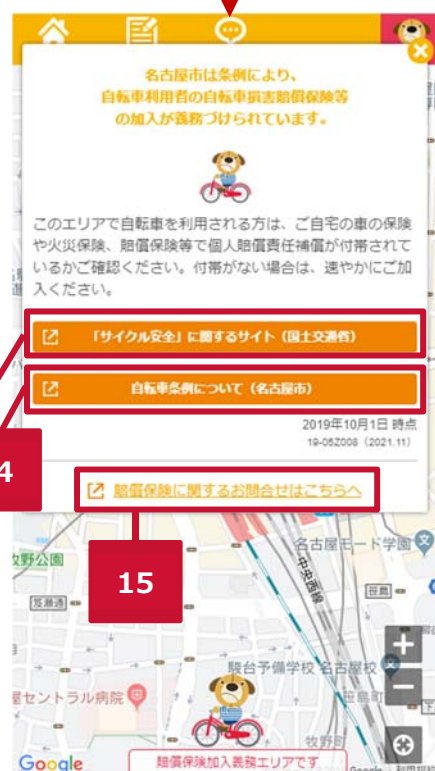 名古屋市は条例により、
自転車利用者の自転車損害賠償保険等
の加入が義務づけられています。
このエリアで自転車を利用される方は、ご自宅の車の保険
や火災保険、賠償保険等で個人賠償責任補償が付帯されて
いるかご確認ください。付帯がない場合は、速やかにご加
入ください。
「サイクル安全」に関するサイト（国土交通省）
自転車条例について（名古屋市）
2019年10月1日 時点
19-05Z008（2021.11）
4
賠償保険に関するお問合せはこちらへ
15
名古屋モード学園
牧野公園
中央西線
笈瀬通
笹島
駿台予備学校 名古屋校
笹島町
屋セントラル病院
牧野町
賠償保険加入義務エリアです
Google